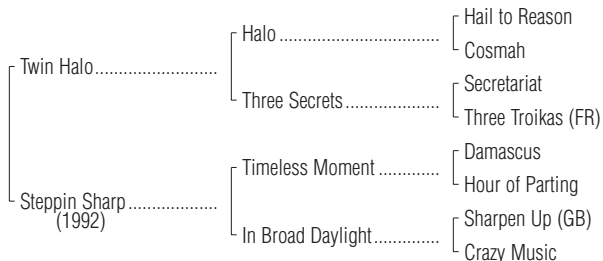 Hail to Reason
Halo ......................................
Cosmah
Twin Halo.............................
Secretariat
Three Secrets......................
Three Troikas (FR)
Damascus
Timeless Moment ..............
Hour of Parting
Steppin Sharp .....................
(1992)
Sharpen Up (GB)
In Broad Daylight...............
Crazy Music